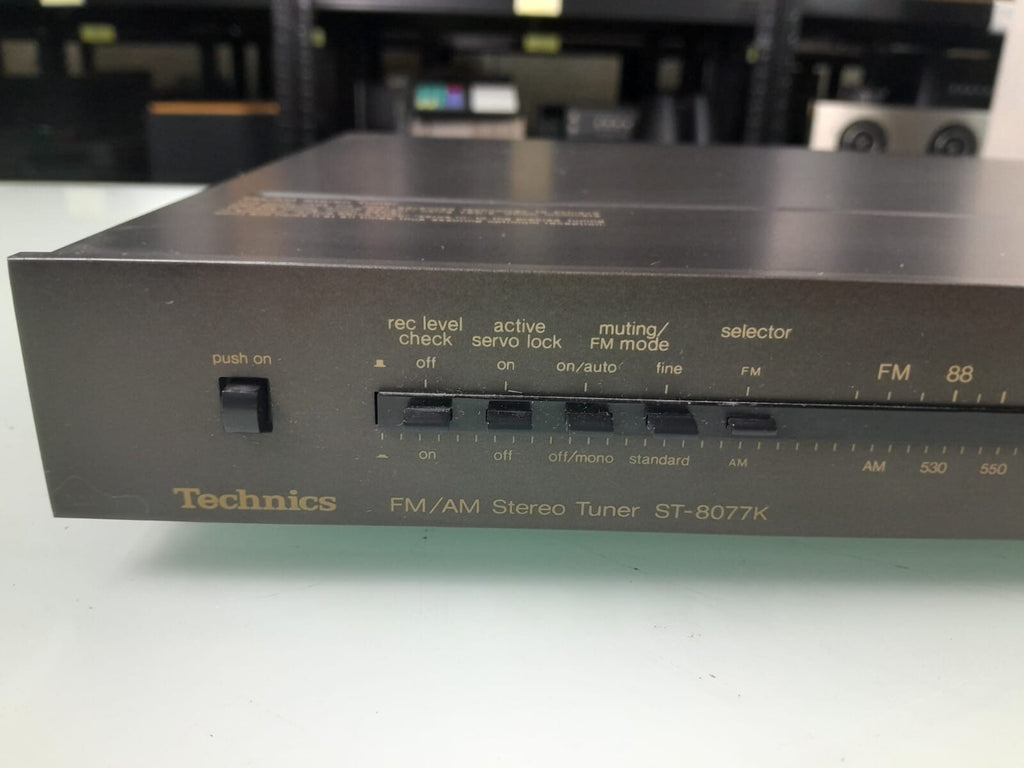 rec level
check
active
servo lock
muting/
FM mode
selector
push on
off
on
on/auto
fine
FM
FM 88
on
off
off/mono
standard
AM
AM 530 550
Technics
FM/AM Stereo Tuner ST-8077K